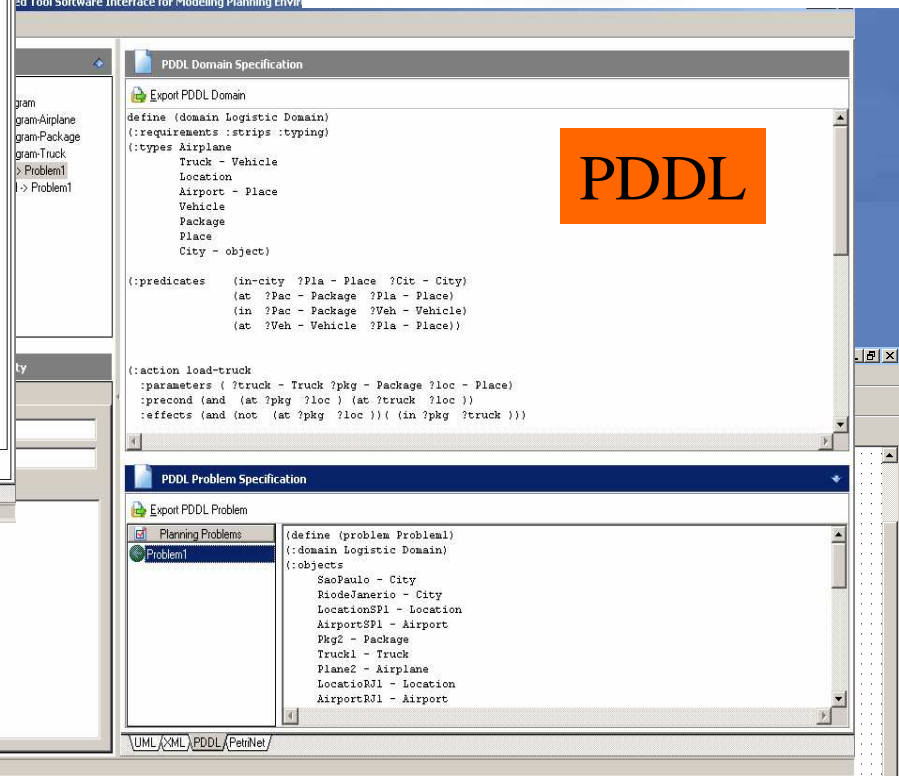 ed Tool Software Interface for Modeling Planning Envir
gram
gram-Airplane
gram-Package
gram-Truck
> Problem1
l -> Problem1
ty
PDDL Domain Specification
Export PDDL Domain
define (domain Logistic Domain)
(:requirements :strips :typing)
(:types Airplane
Truck - Vehicle
Location
Airport - Place
Vehicle
Package
Place
City - object)
(:predicates (in-city ?Pla - Place ?Cit - City)
(at ?Pac - Package ?Pla - Place)
(in ?Pac - Package ?Veh - Vehicle)
(at ?Veh - Vehicle ?Pla - Place))
(:action load-truck
:parameters ( ?truck - Truck ?pkg - Package ?loc - Place)
:precond (and (at ?pkg ?loc ) (at ?truck ?loc ))
:effects (and (not (at ?pkg ?loc ))( (in ?pkg ?truck )))
PDDL
PDDL Problem Specification
Export PDDL Problem
Planning Problems
Problem1
(define (problem Problem1)
(:domain Logistic Domain)
(:objects
SaoPaulo - City
RiodeJanerio - City
LocationSP1 - Location
AirportSP1 - Airport
Pkg2 - Package
Truck1 - Truck
Plane2 - Airplane
LocatioRJ1 - Location
AirportRJ1 - Airport
UML XML PDDL PetriNet